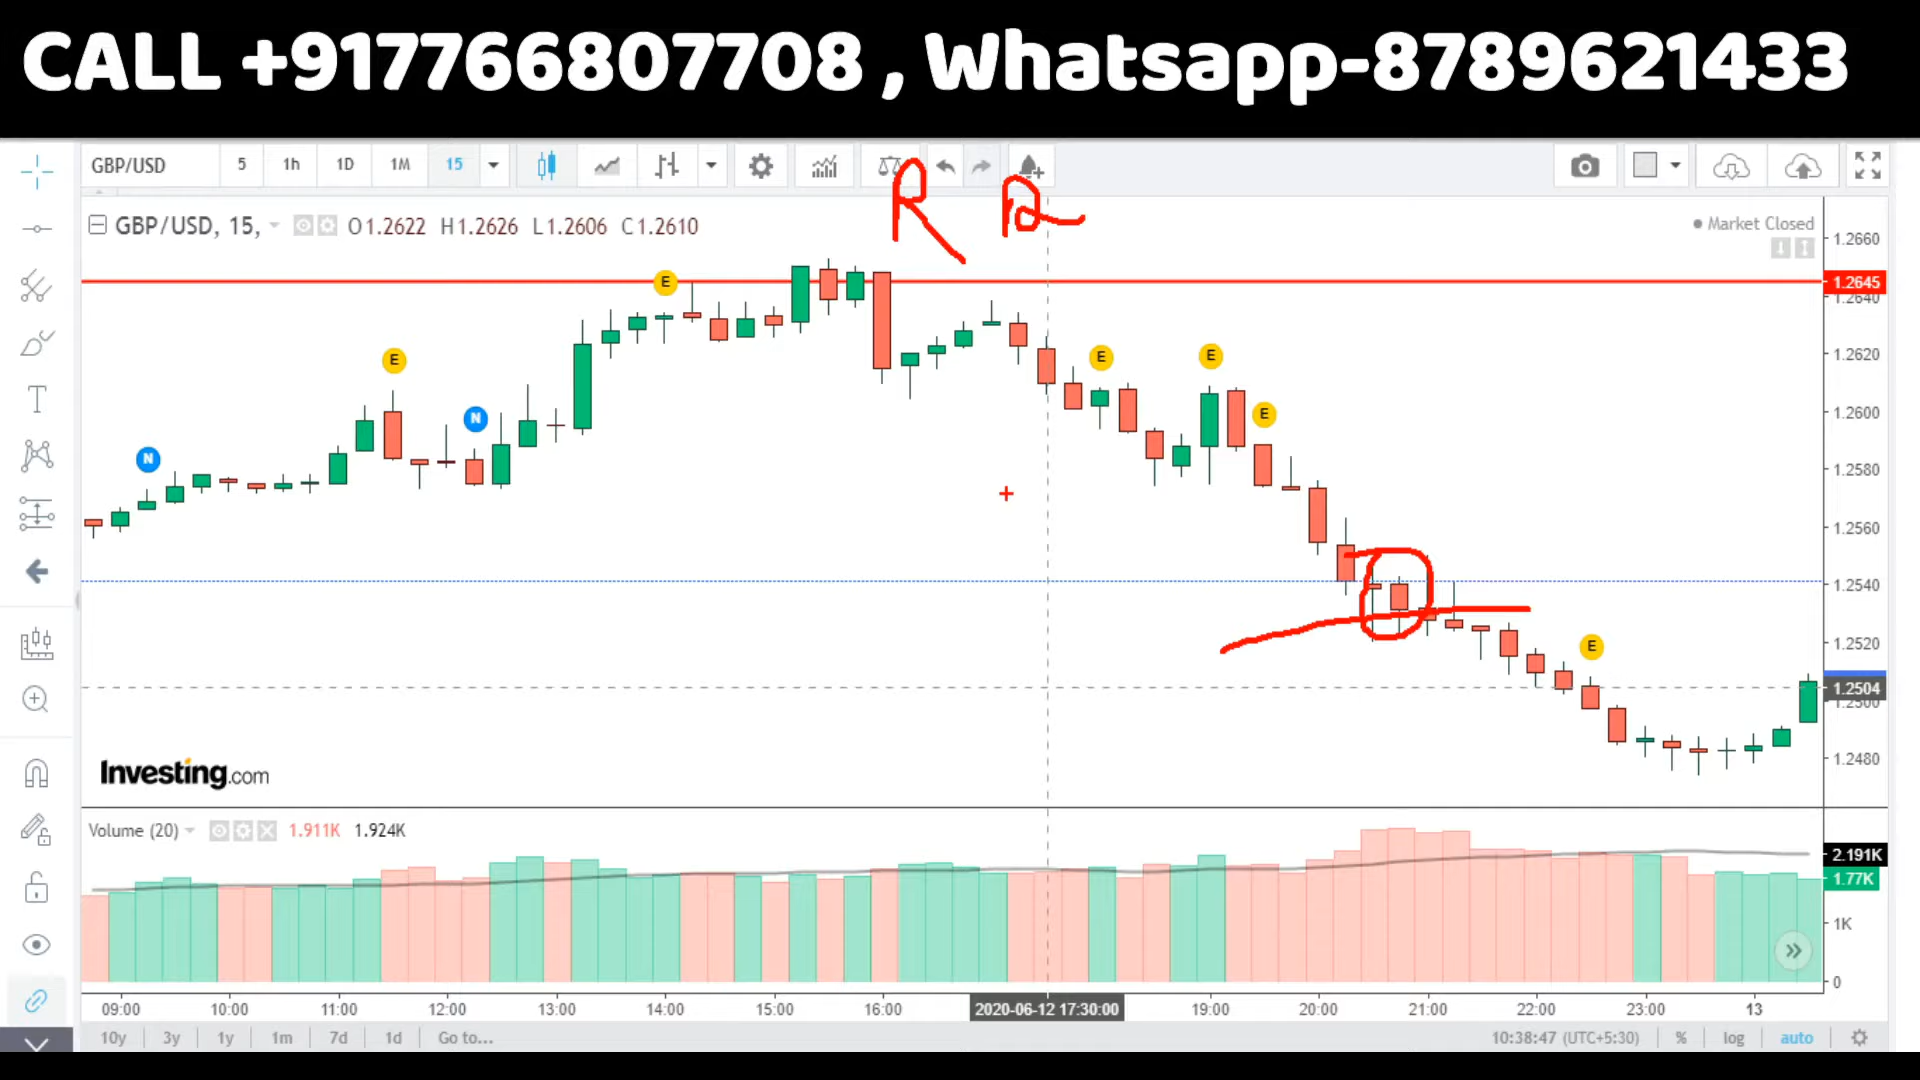 CALL +917766807708 , Whatsapp-8789621433
GBP/USD 5 1h 1D 1M 15
R R
GBP/USD, 15, O1.2622 H1.2626 L1.2606 C1.2610
Market Closed
1.2660
1.2645
1.2640
1.2620
1.2600
1.2580
1.2560
1.2540
1.2520
1.2504
1.2500
1.2480
E
E
E
E
E
E
N
N
T
Investing.com
Volume (20) 1.911K 1.924K
2.191K
1.77K
1K
0
09:00 10:00 11:00 12:00 13:00 14:00 15:00 16:00 2020-06-12 17:30:00 19:00 20:00 21:00 22:00 23:00 13
10y 3y 1y 1m 7d 1d Go to... 10:38:47 (UTC+5:30) % log auto